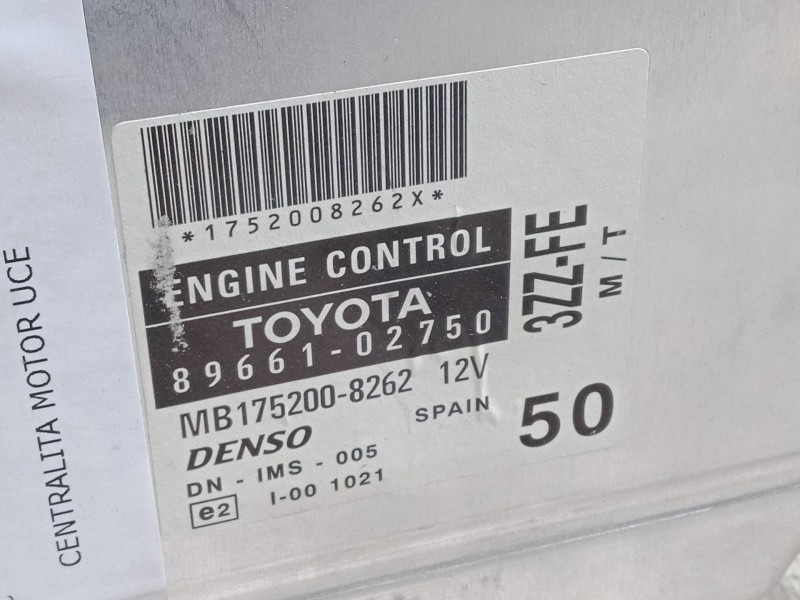 CENTRALITA MOTOR UCE
*1752008262X*
ENGINE CONTROL
TOYOTA
89661-02750
MB175200-8262 12V
DENSO SPAIN
DN - IMS - 005
e2 I-00 1021
3ZZ-FE
M/T
50